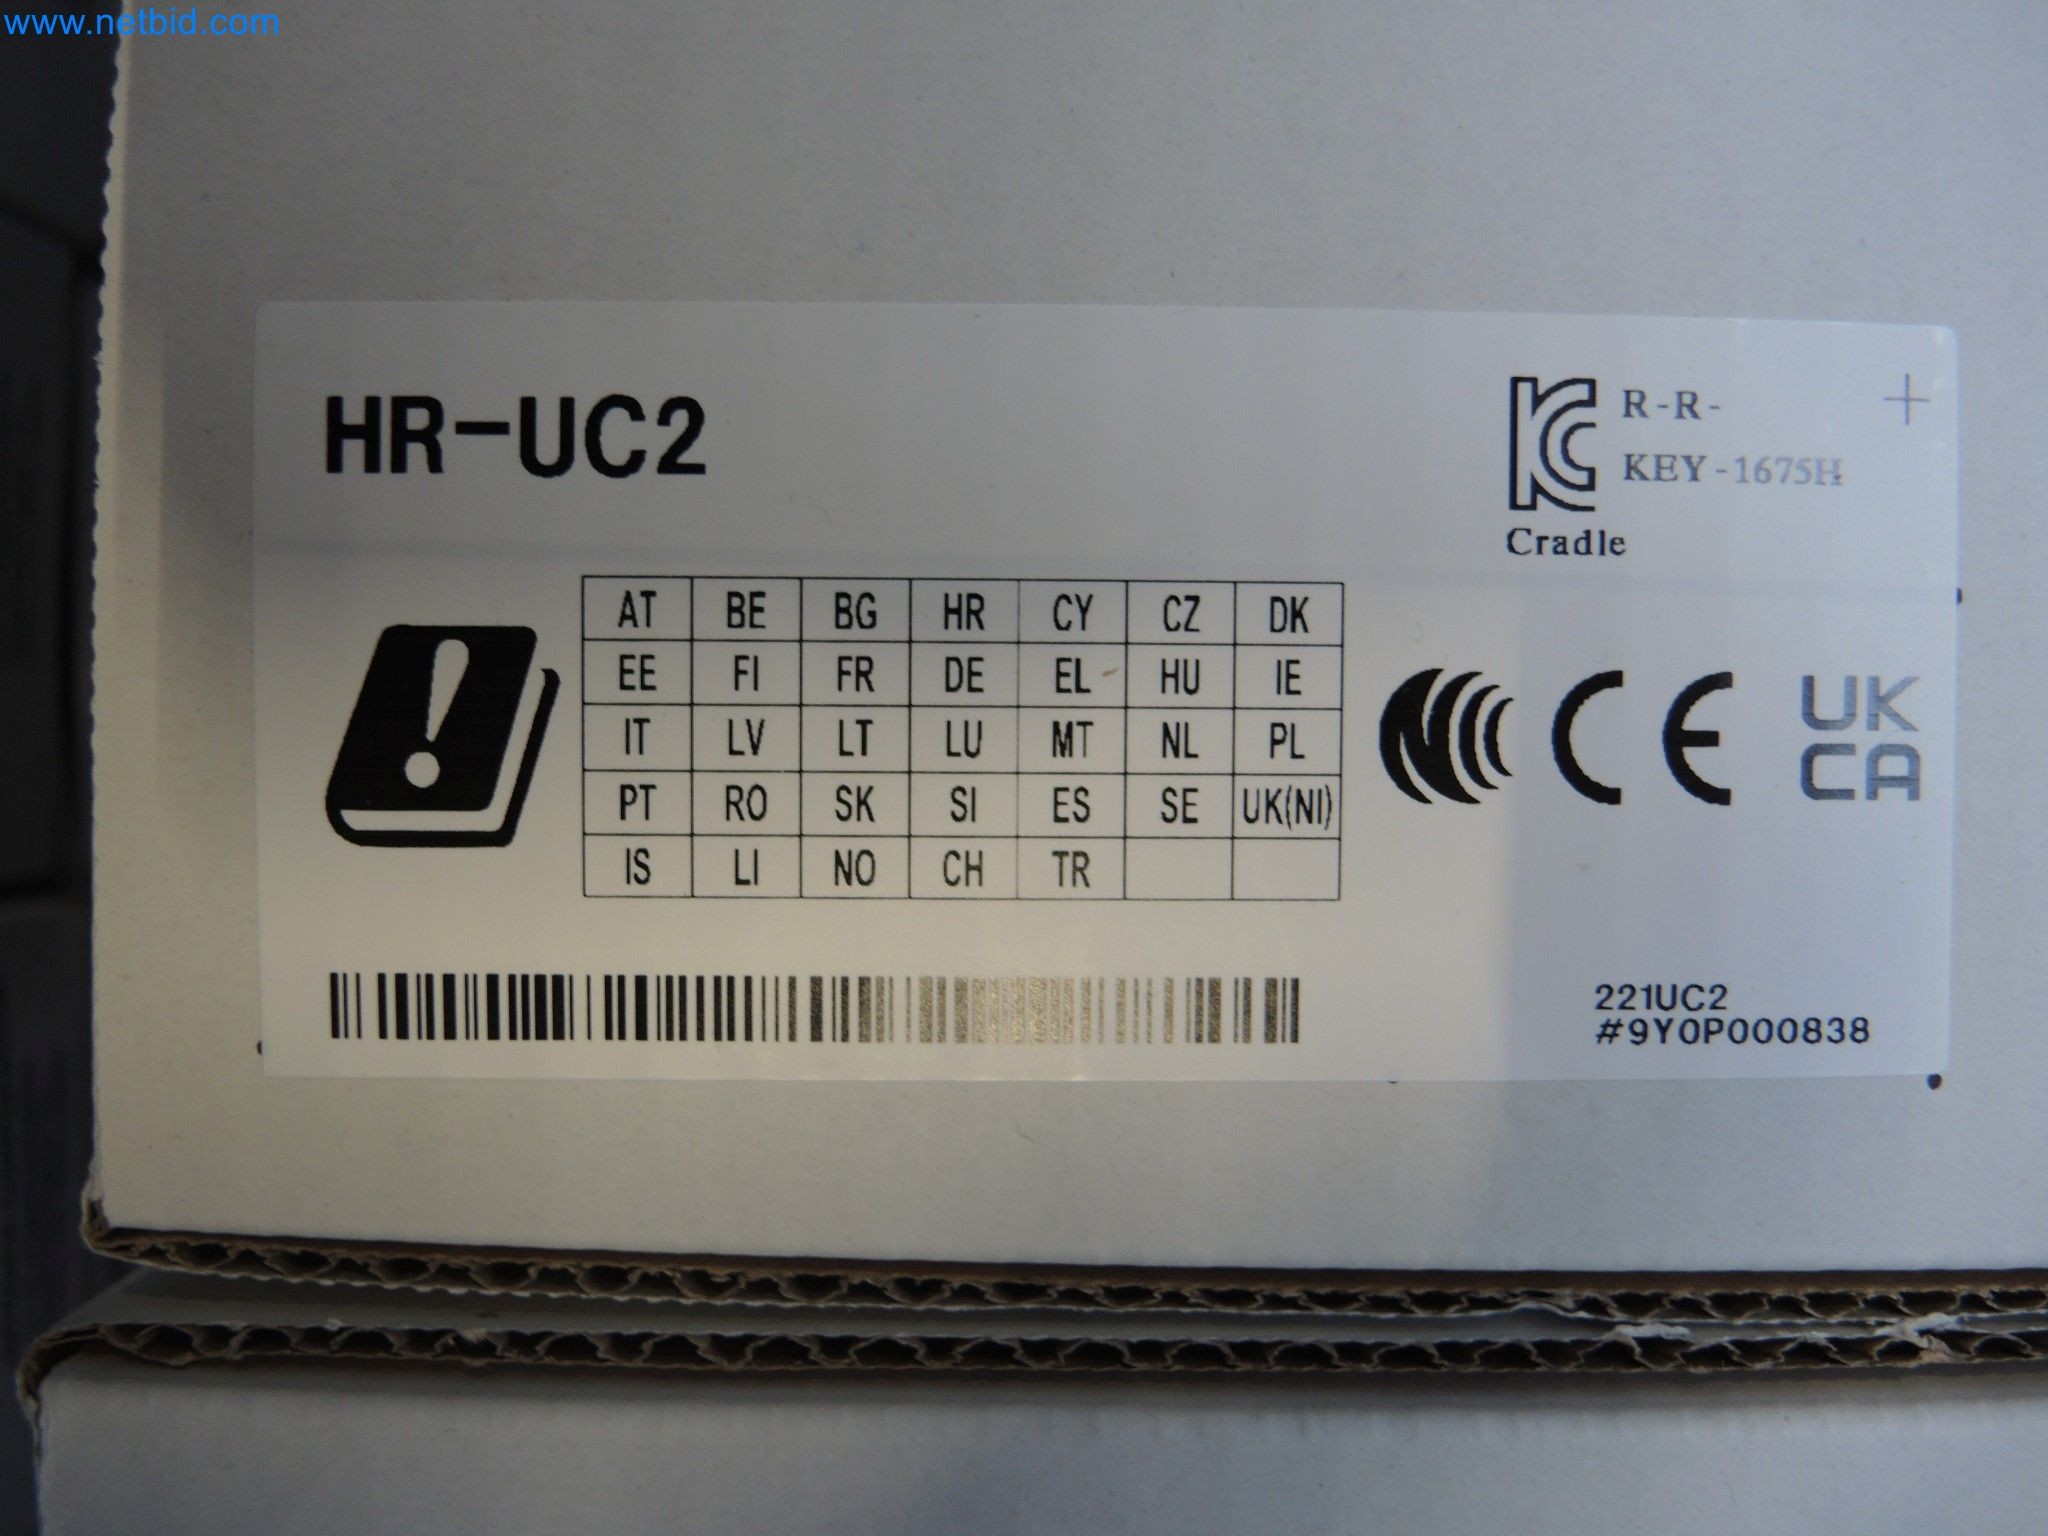 www.netbid.com
HR-UC2
R-R-
KEY-1675H
Cradle
AT BE BG HR CY CZ DK
EE FI FR DE EL HU IE
IT LV LT LU MT NL PL
PT RO SK SI ES SE UK(NI)
IS LI NO CH TR
CE
UK
CA
221UC2
#9Y0P000838